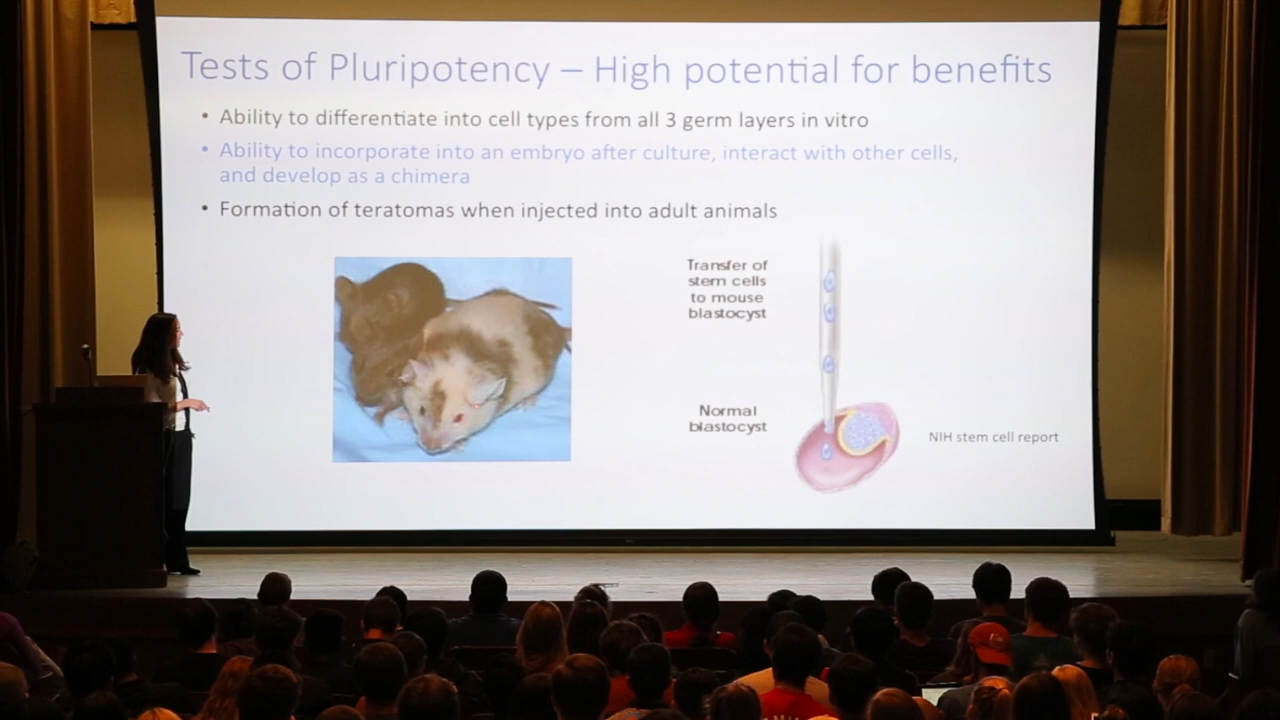 Tests of Pluripotency – High potential for benefits
• Ability to differentiate into cell types from all 3 germ layers in vitro
• Ability to incorporate into an embryo after culture, interact with other cells,
and develop as a chimera
• Formation of teratomas when injected into adult animals
Transfer of
stem cells
to mouse
blastocyst
Normal
blastocyst
NIH stem cell report